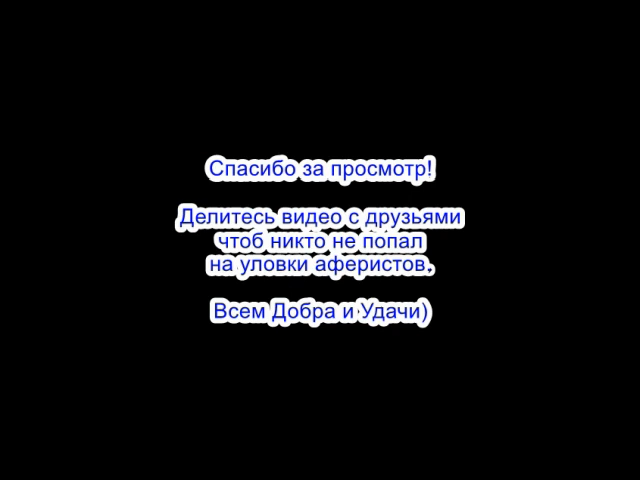 Спасибо за просмотр!
Делитесь видео с друзьями
чтоб никто не попал
на уловки аферистов.
Всем Добра и Удачи)